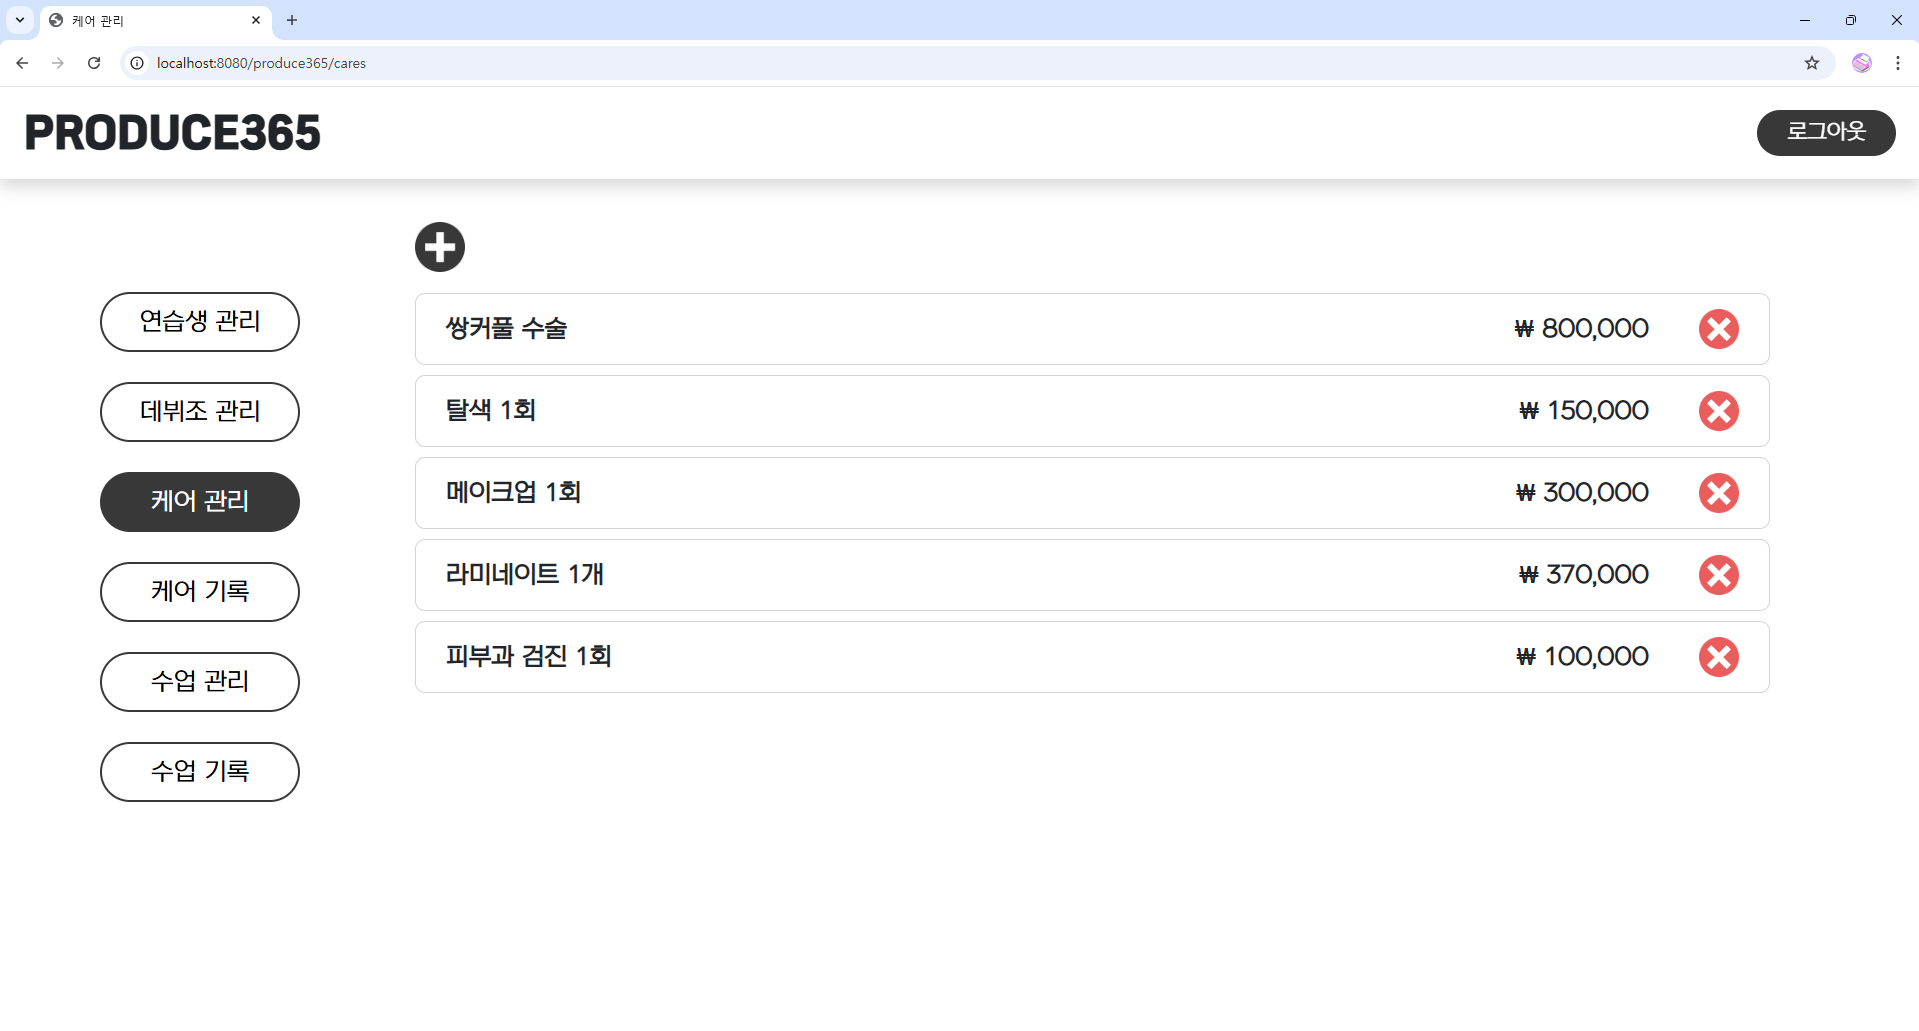 케어 관리
localhost:8080/produce365/cares
PRODUCE365
로그아웃
연습생 관리
데뷔조 관리
케어 관리
케어 기록
수업 관리
수업 기록
쌍커풀 수술 ₩ 800,000
탈색 1회 ₩ 150,000
메이크업 1회 ₩ 300,000
라미네이트 1개 ₩ 370,000
피부과 검진 1회 ₩ 100,000